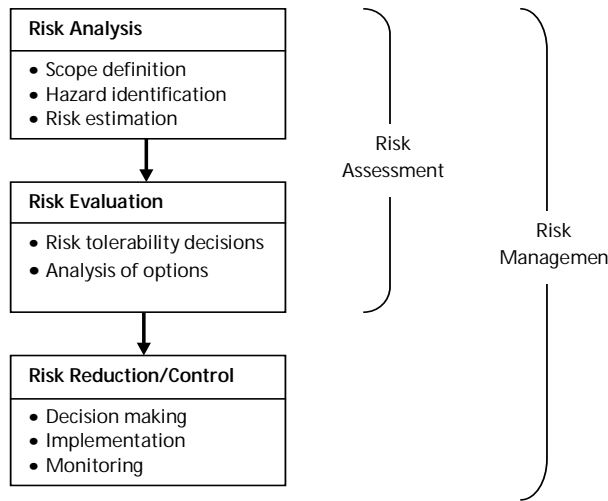 Risk Analysis
• Scope definition
• Hazard identification
• Risk estimation
Risk Evaluation
• Risk tolerability decisions
• Analysis of options
Risk Reduction/Control
• Decision making
• Implementation
• Monitoring
Risk
Assessment
Risk
Managemen